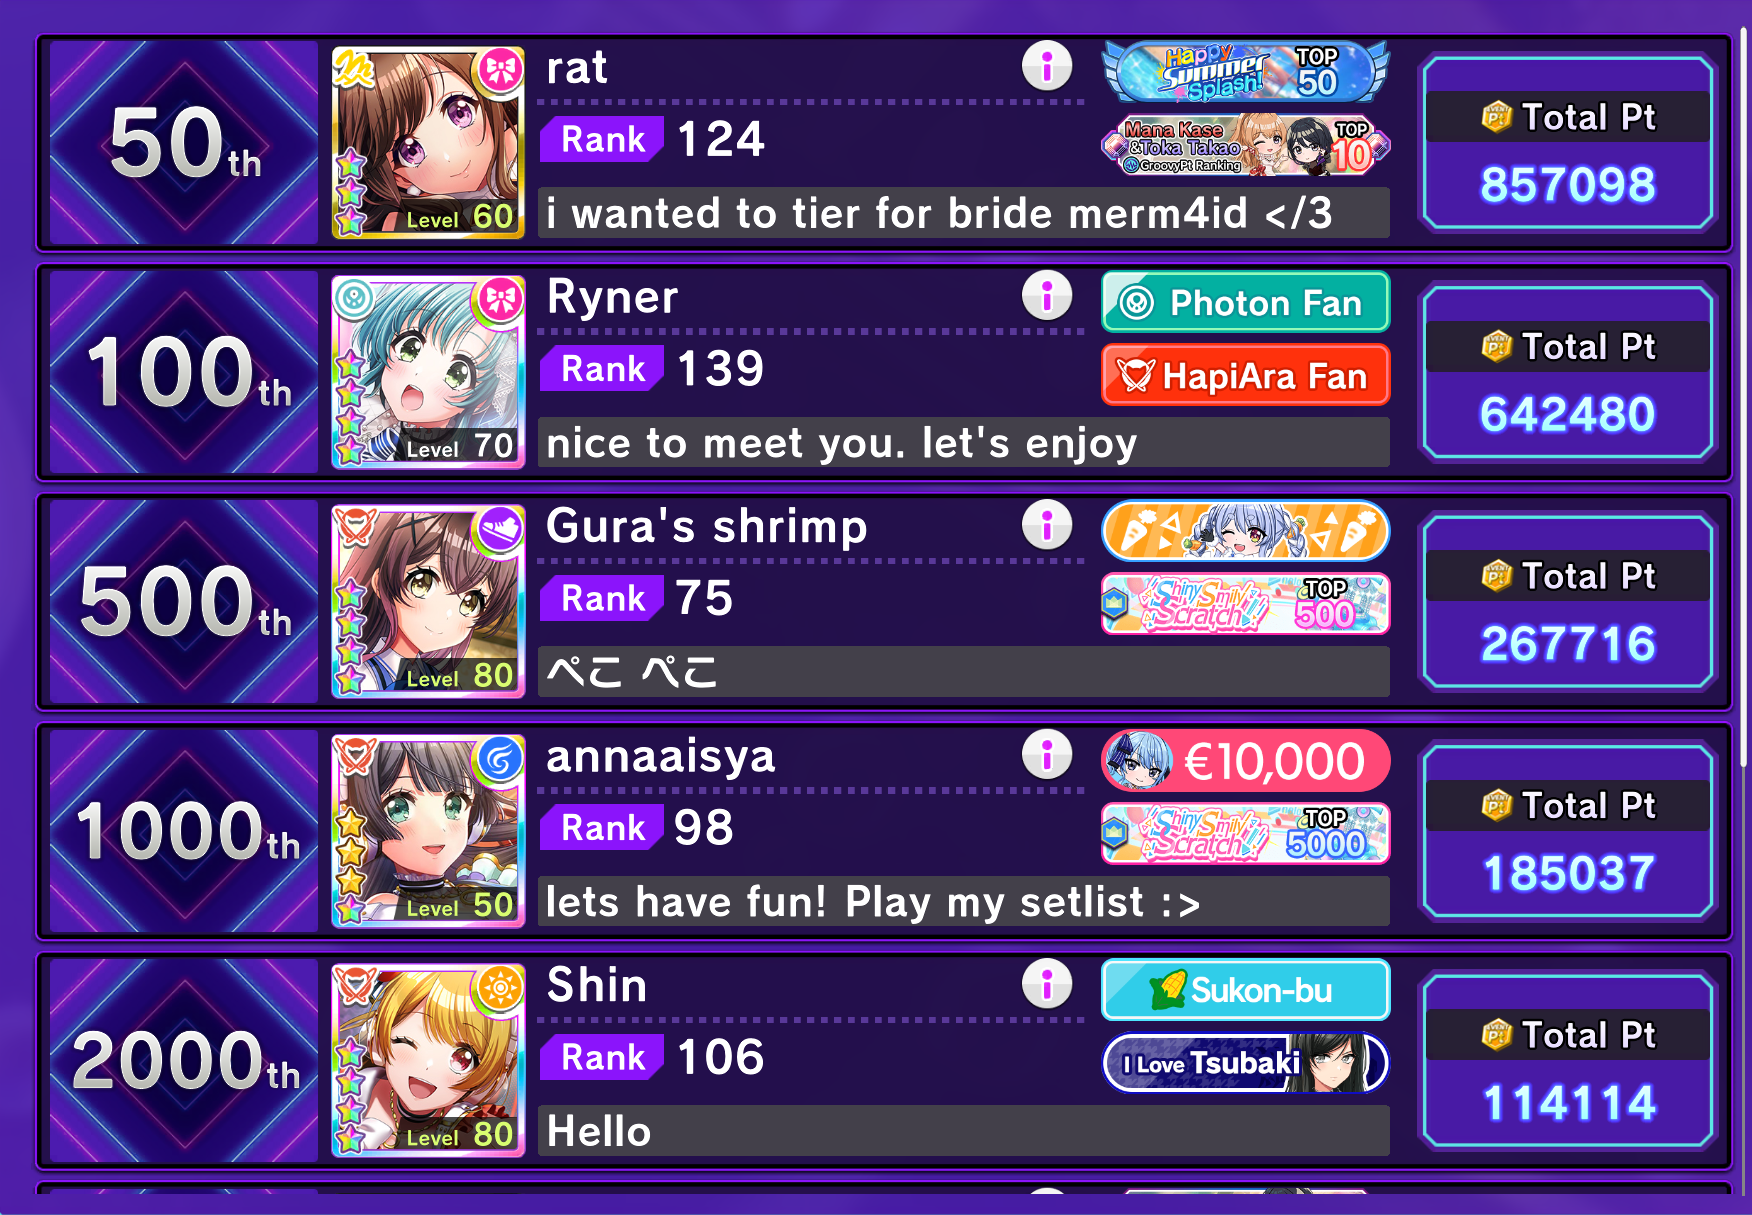 50th
rat
Rank 124
i wanted to tier for bride merm4id </3
Level 60
Happy Summer Splash! TOP 50
Mana Kase &Toka Takao GroovyPt Ranking TOP 10
Total Pt
857098
100th
Ryner
Rank 139
nice to meet you. let's enjoy
Level 70
Photon Fan
HapiAra Fan
Total Pt
642480
500th
Gura's shrimp
Rank 75
ぺこ ぺこ
Level 80
Shiny Smily Scratch!! TOP 500
Total Pt
267716
1000th
annaaisya
Rank 98
lets have fun! Play my setlist :>
Level 50
€10,000
Shiny Smily Scratch!! TOP 5000
Total Pt
185037
2000th
Shin
Rank 106
Hello
Level 80
Sukon-bu
I Love Tsubaki
Total Pt
114114